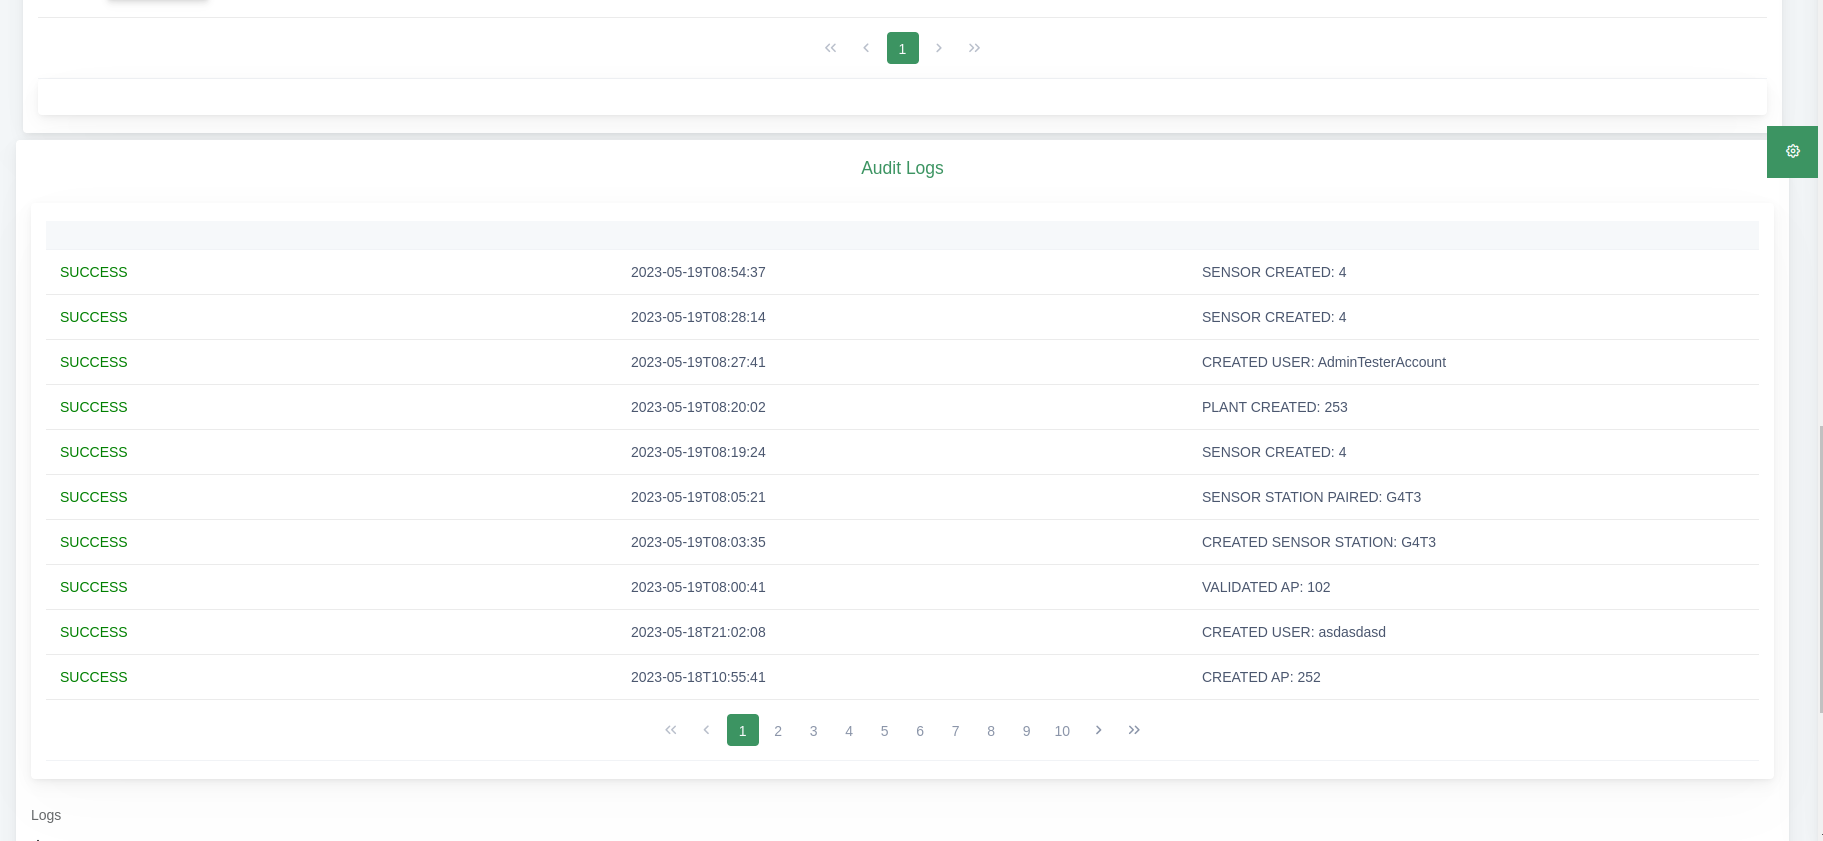 1
Audit Logs
SUCCESS 2023-05-19T08:54:37 SENSOR CREATED: 4
SUCCESS 2023-05-19T08:28:14 SENSOR CREATED: 4
SUCCESS 2023-05-19T08:27:41 CREATED USER: AdminTesterAccount
SUCCESS 2023-05-19T08:20:02 PLANT CREATED: 253
SUCCESS 2023-05-19T08:19:24 SENSOR CREATED: 4
SUCCESS 2023-05-19T08:05:21 SENSOR STATION PAIRED: G4T3
SUCCESS 2023-05-19T08:03:35 CREATED SENSOR STATION: G4T3
SUCCESS 2023-05-19T08:00:41 VALIDATED AP: 102
SUCCESS 2023-05-18T21:02:08 CREATED USER: asdasdasd
SUCCESS 2023-05-18T10:55:41 CREATED AP: 252
1 2 3 4 5 6 7 8 9 10
Logs